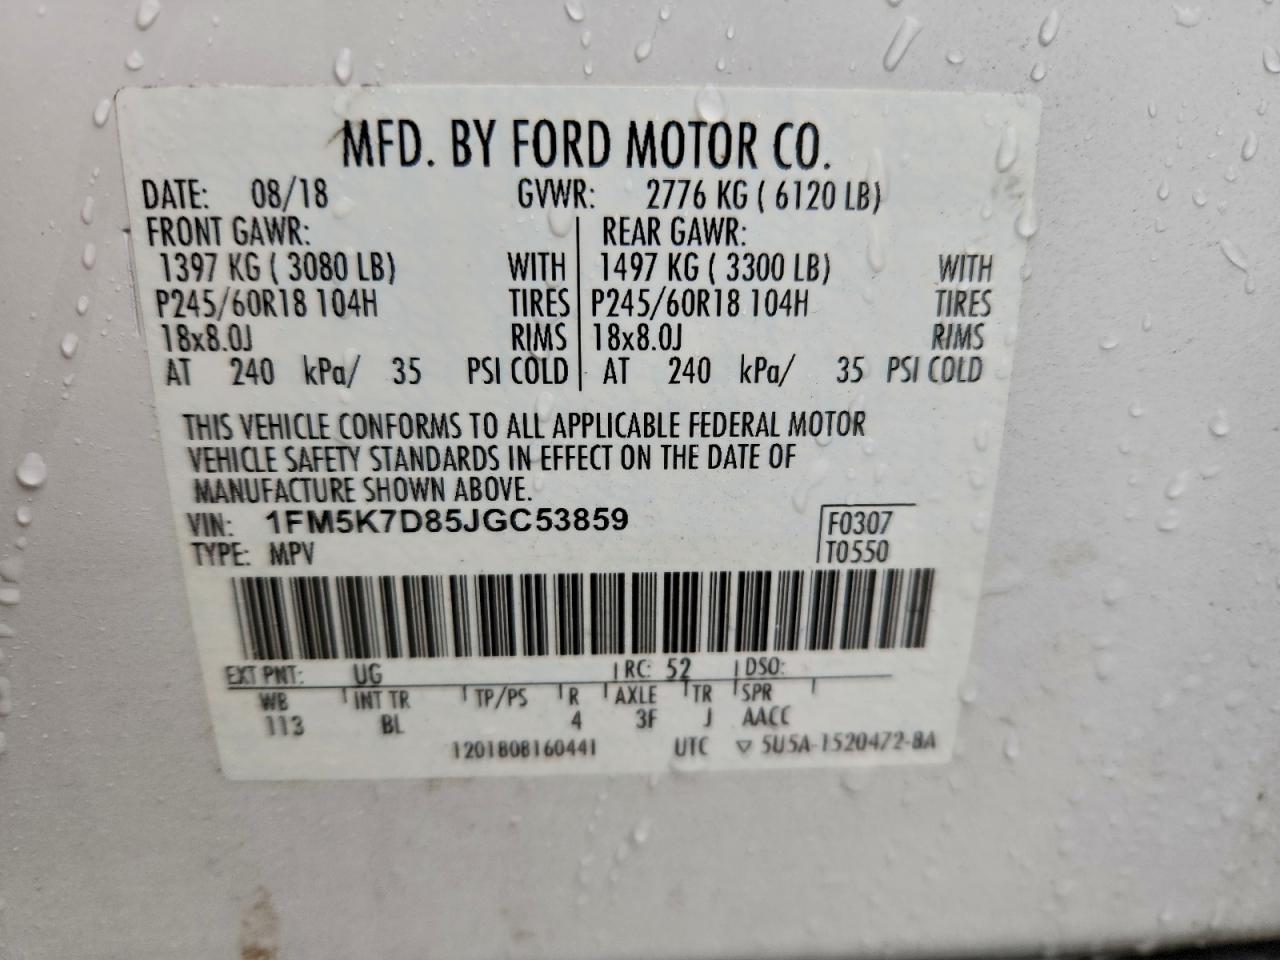 MFD. BY FORD MOTOR CO.
DATE: 08/18 GVWR: 2776 KG ( 6120 LB)
FRONT GAWR: REAR GAWR:
1397 KG ( 3080 LB) WITH 1497 KG ( 3300 LB) WITH
P245/60R18 104H TIRES P245/60R18 104H TIRES
18x8.0J RIMS 18x8.0J RIMS
AT 240 kPa/ 35 PSI COLD AT 240 kPa/ 35 PSI COLD
THIS VEHICLE CONFORMS TO ALL APPLICABLE FEDERAL MOTOR
VEHICLE SAFETY STANDARDS IN EFFECT ON THE DATE OF
MANUFACTURE SHOWN ABOVE.
VIN: 1FM5K7D85JGC53859 F0307
TYPE: MPV T0550
EXT PNT: UG RC: 52 DSO:
WB INT TR TP/PS R AXLE TR SPR
113 BL 4 3F J AACC
1201808160441 UTC ▽ 5U5A-1520472-BA